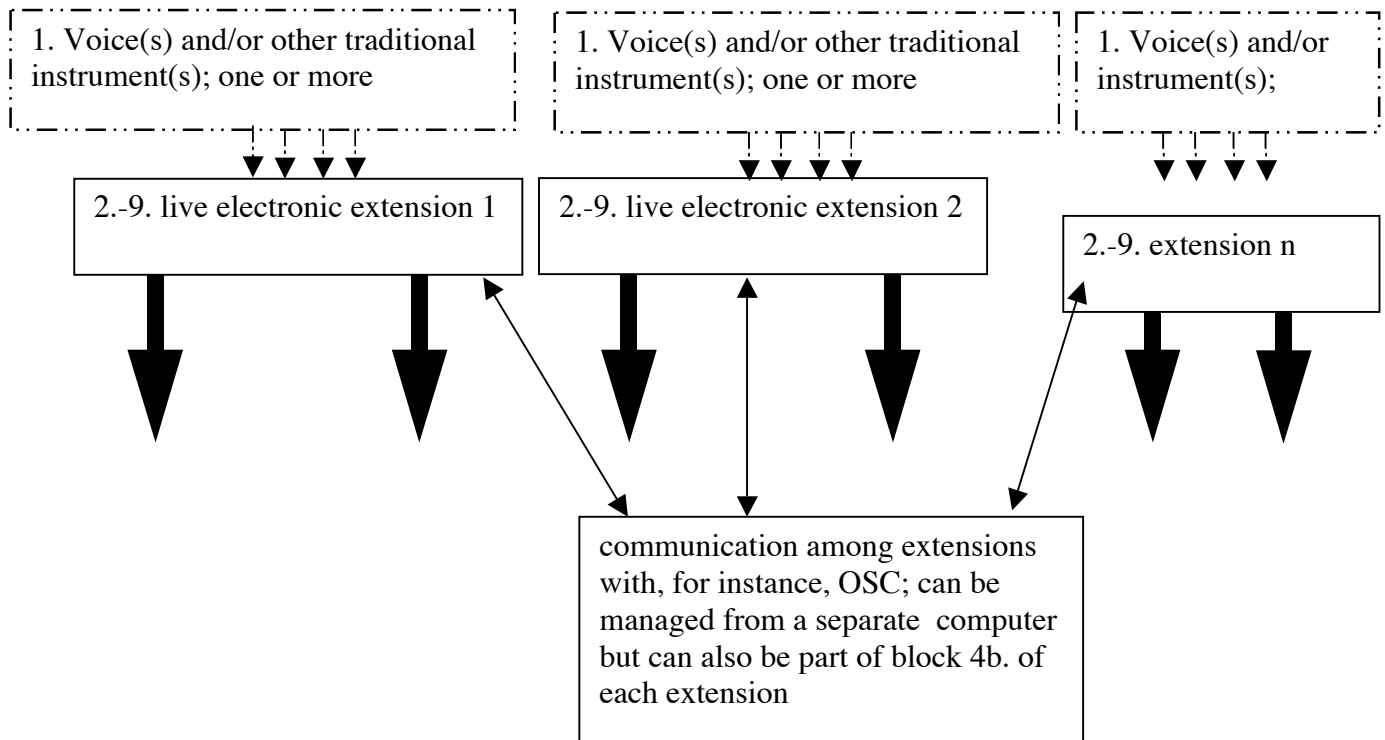 1. Voice(s) and/or other traditional
instrument(s); one or more
1. Voice(s) and/or other traditional
instrument(s); one or more
1. Voice(s) and/or
instrument(s);
2.-9. live electronic extension 1
2.-9. live electronic extension 2
2.-9. extension n
communication among extensions
with, for instance, OSC; can be
managed from a separate  computer
but can also be part of block 4b. of
each extension